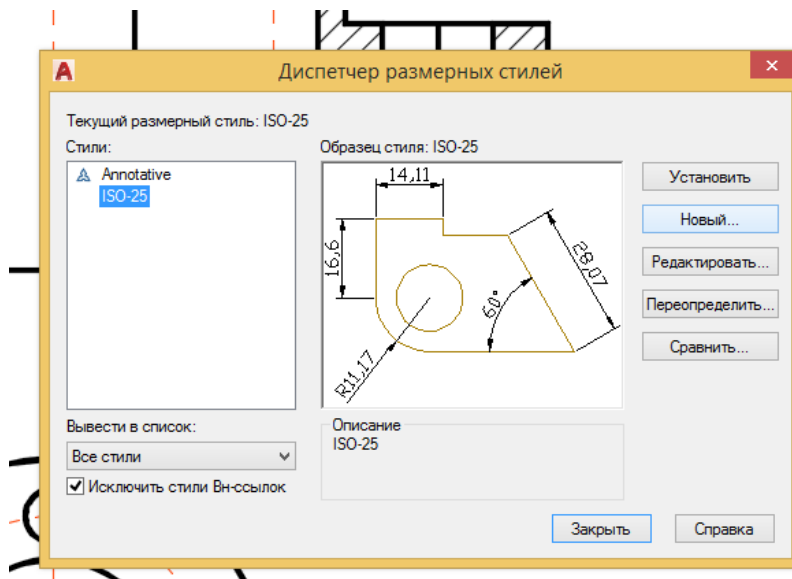 Диспетчер размерных стилей
Текущий размерный стиль: ISO-25
Стили:
Annotative
ISO-25
Образец стиля: ISO-25
14,11
16,6
28,07
60°
R11,17
Установить
Новый...
Редактировать...
Переопределить...
Сравнить...
Вывести в список:
Все стили
Исключить стили Вн-ссылок
Описание
ISO-25
Закрыть
Справка